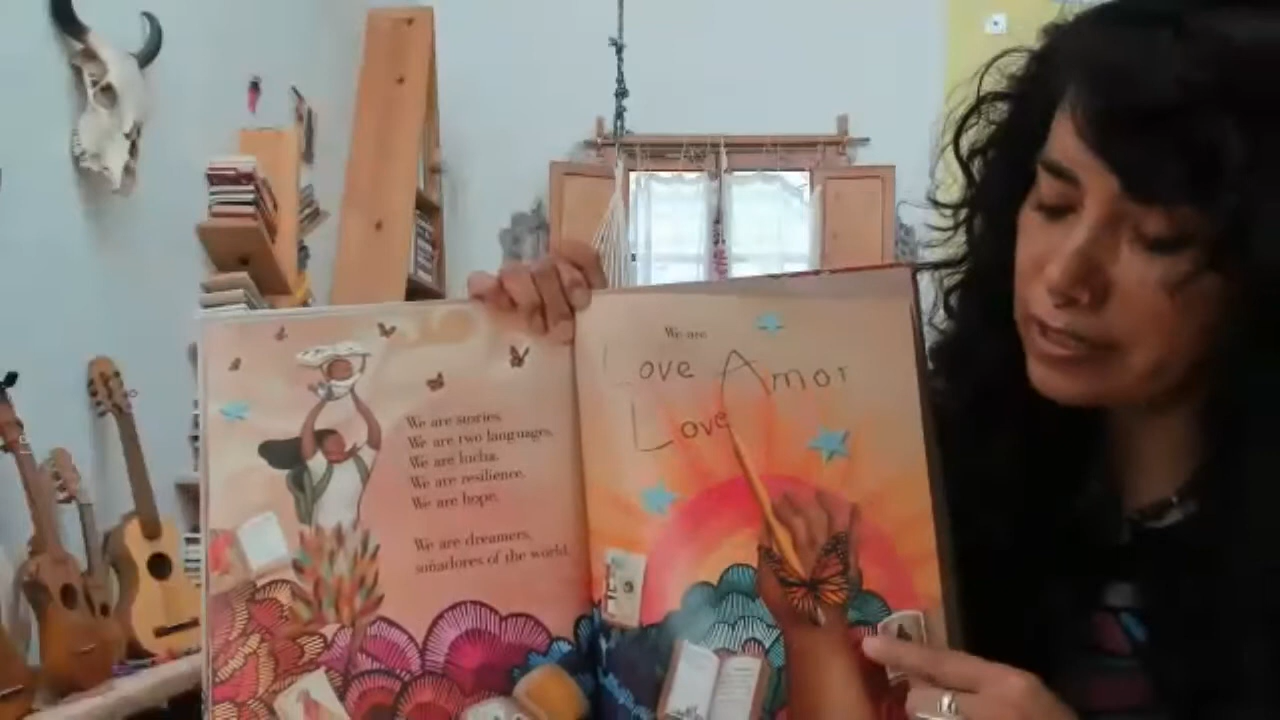 We are stories.
We are two languages.
We are lucha.
We are resilience.
We are hope.
We are dreamers,
soñadores of the world.
We are
Love Amor
Love